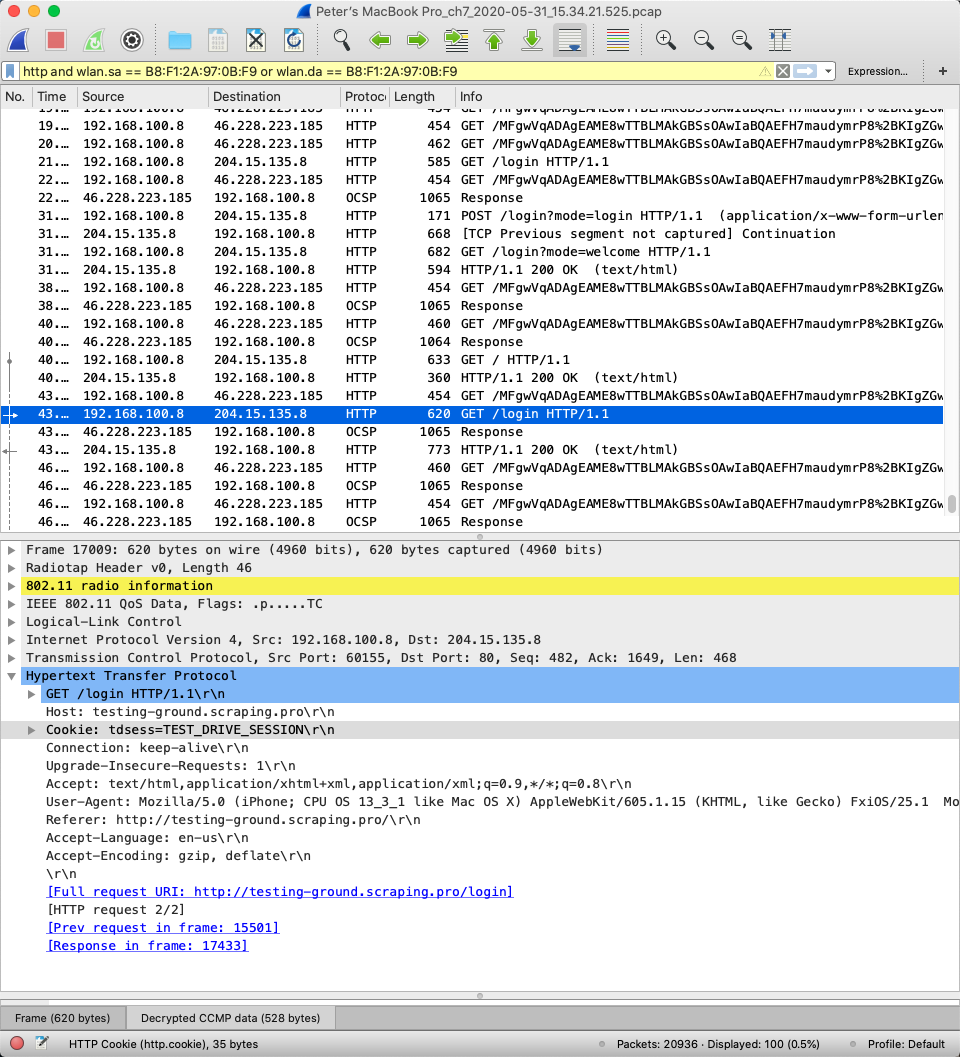 Peter's MacBook Pro_ch7_2020-05-31_15.34.21.525.pcap
http and wlan.sa == B8:F1:2A:97:0B:F9 or wlan.da == B8:F1:2A:97:0B:F9 Expression… +
No. Time Source Destination Protoc Length Info
19.… 192.168.100.8 46.228.223.185 HTTP 454 GET /MFgwVqADAgEAME8wTTBLMAkGBSsOAwIaBQAEFH7maudymrP8%2BKIgZGw
20.… 192.168.100.8 46.228.223.185 HTTP 462 GET /MFgwVqADAgEAME8wTTBLMAkGBSsOAwIaBQAEFH7maudymrP8%2BKIgZGw
21.… 192.168.100.8 204.15.135.8 HTTP 585 GET /login HTTP/1.1
22.… 192.168.100.8 46.228.223.185 HTTP 454 GET /MFgwVqADAgEAME8wTTBLMAkGBSsOAwIaBQAEFH7maudymrP8%2BKIgZGw
22.… 46.228.223.185 192.168.100.8 OCSP 1065 Response
31.… 192.168.100.8 204.15.135.8 HTTP 171 POST /login?mode=login HTTP/1.1 (application/x-www-form-urlen
31.… 204.15.135.8 192.168.100.8 HTTP 668 [TCP Previous segment not captured] Continuation
31.… 192.168.100.8 204.15.135.8 HTTP 682 GET /login?mode=welcome HTTP/1.1
31.… 204.15.135.8 192.168.100.8 HTTP 594 HTTP/1.1 200 OK (text/html)
38.… 192.168.100.8 46.228.223.185 HTTP 454 GET /MFgwVqADAgEAME8wTTBLMAkGBSsOAwIaBQAEFH7maudymrP8%2BKIgZGw
38.… 46.228.223.185 192.168.100.8 OCSP 1065 Response
40.… 192.168.100.8 46.228.223.185 HTTP 460 GET /MFgwVqADAgEAME8wTTBLMAkGBSsOAwIaBQAEFH7maudymrP8%2BKIgZGw
40.… 46.228.223.185 192.168.100.8 OCSP 1064 Response
40.… 192.168.100.8 204.15.135.8 HTTP 633 GET / HTTP/1.1
40.… 204.15.135.8 192.168.100.8 HTTP 360 HTTP/1.1 200 OK (text/html)
43.… 192.168.100.8 46.228.223.185 HTTP 454 GET /MFgwVqADAgEAME8wTTBLMAkGBSsOAwIaBQAEFH7maudymrP8%2BKIgZGw
43.… 192.168.100.8 204.15.135.8 HTTP 620 GET /login HTTP/1.1
43.… 46.228.223.185 192.168.100.8 OCSP 1065 Response
43.… 204.15.135.8 192.168.100.8 HTTP 773 HTTP/1.1 200 OK (text/html)
46.… 192.168.100.8 46.228.223.185 HTTP 460 GET /MFgwVqADAgEAME8wTTBLMAkGBSsOAwIaBQAEFH7maudymrP8%2BKIgZGw
46.… 46.228.223.185 192.168.100.8 OCSP 1065 Response
46.… 192.168.100.8 46.228.223.185 HTTP 454 GET /MFgwVqADAgEAME8wTTBLMAkGBSsOAwIaBQAEFH7maudymrP8%2BKIgZGw
46.… 46.228.223.185 192.168.100.8 OCSP 1065 Response
Frame 17009: 620 bytes on wire (4960 bits), 620 bytes captured (4960 bits)
Radiotap Header v0, Length 46
802.11 radio information
IEEE 802.11 QoS Data, Flags: .p.....TC
Logical-Link Control
Internet Protocol Version 4, Src: 192.168.100.8, Dst: 204.15.135.8
Transmission Control Protocol, Src Port: 60155, Dst Port: 80, Seq: 482, Ack: 1649, Len: 468
Hypertext Transfer Protocol
GET /login HTTP/1.1\r\n
Host: testing-ground.scraping.pro\r\n
Cookie: tdsess=TEST_DRIVE_SESSION\r\n
Connection: keep-alive\r\n
Upgrade-Insecure-Requests: 1\r\n
Accept: text/html,application/xhtml+xml,application/xml;q=0.9,*/*;q=0.8\r\n
User-Agent: Mozilla/5.0 (iPhone; CPU OS 13_3_1 like Mac OS X) AppleWebKit/605.1.15 (KHTML, like Gecko) FxiOS/25.1 Mo
Referer: http://testing-ground.scraping.pro/\r\n
Accept-Language: en-us\r\n
Accept-Encoding: gzip, deflate\r\n
\r\n
[Full request URI: http://testing-ground.scraping.pro/login]
[HTTP request 2/2]
[Prev request in frame: 15501]
[Response in frame: 17433]
Frame (620 bytes) Decrypted CCMP data (528 bytes)
HTTP Cookie (http.cookie), 35 bytes Packets: 20936 · Displayed: 100 (0.5%) Profile: Default